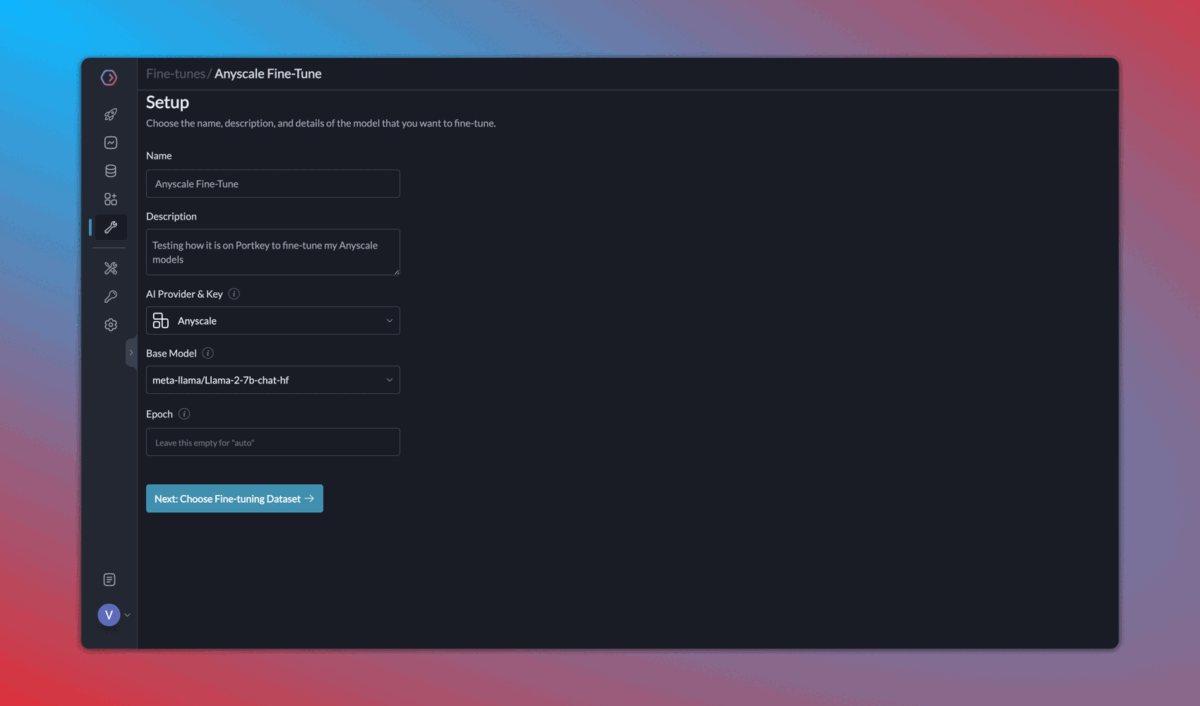 Fine-tunes / Anyscale Fine-Tune
Setup
Choose the name, description, and details of the model that you want to fine-tune.
Name
Anyscale Fine-Tune
Description
Testing how it is on Portkey to fine-tune my Anyscale
models
AI Provider & Key
Anyscale
Base Model
meta-llama/Llama-2-7b-chat-hf
Epoch
Leave this empty for "auto"
Next: Choose Fine-tuning Dataset →
V